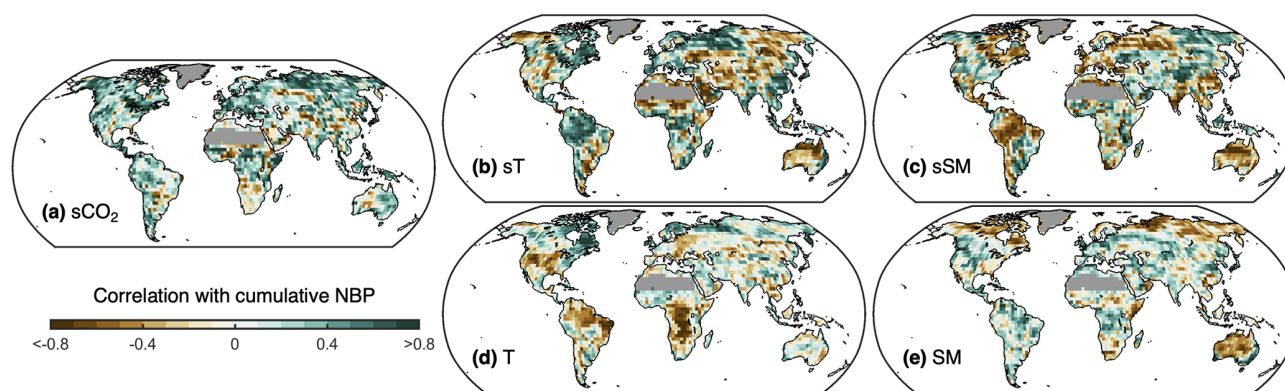 (a) sCO₂
(b) sT
(c) sSM
Correlation with cumulative NBP
<-0.8 -0.4 0 0.4 >0.8
(d) T
(e) SM